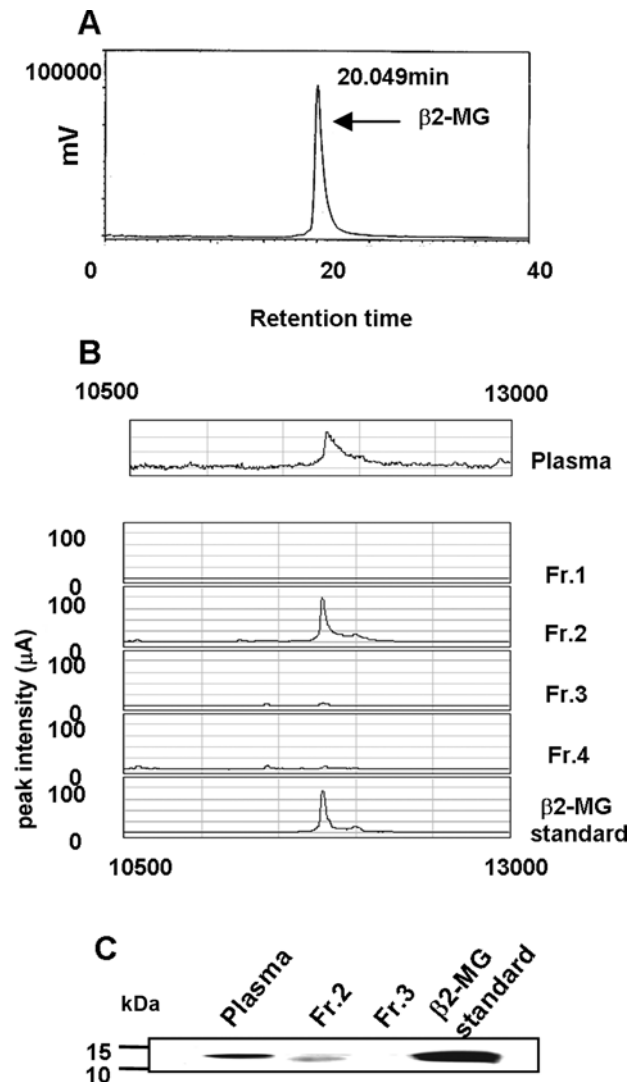 A
100000
20.049min
β2-MG
mV
0
20
40
Retention time
B
10500
13000
Plasma
peak intensity (μA)
100
0
Fr.1
100
0
Fr.2
100
0
Fr.3
100
0
Fr.4
100
0
β2-MG
standard
10500
13000
C
kDa
Plasma
Fr.2
Fr.3
β2-MG
standard
15
10